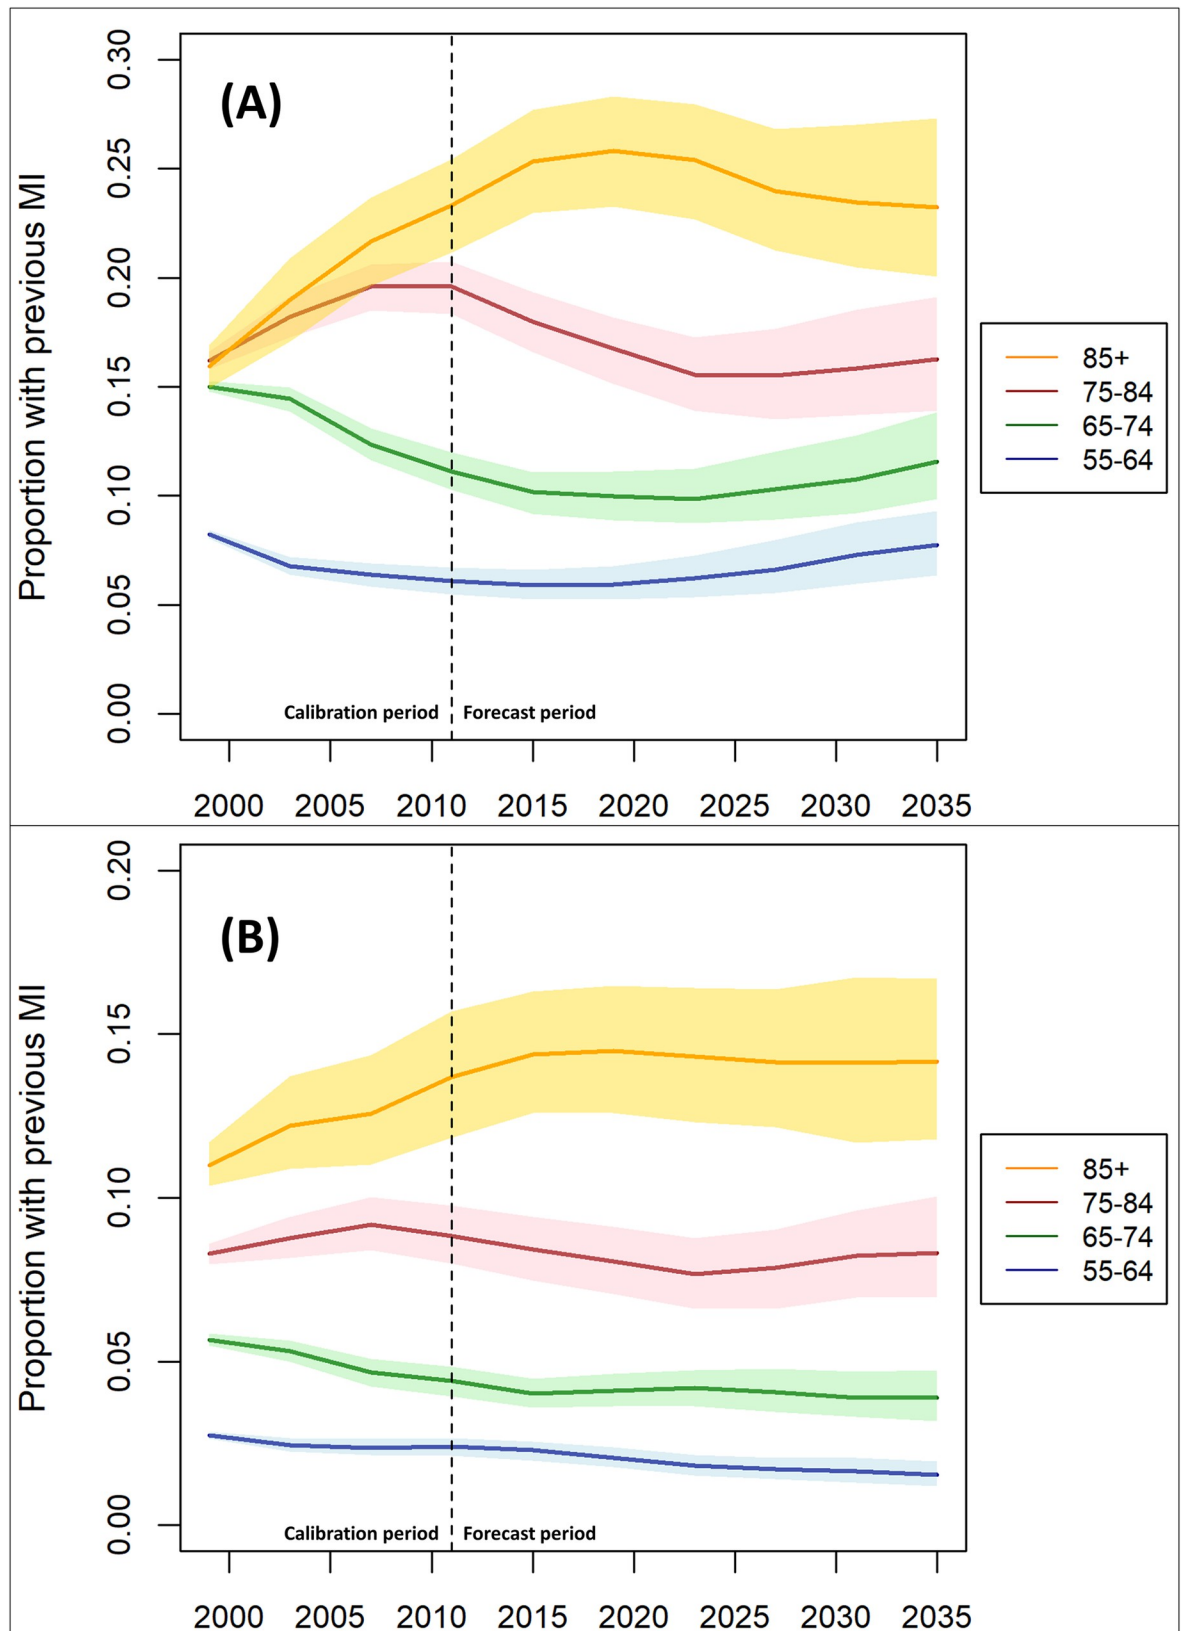 (A)
Proportion with previous MI
0.30
0.25
0.20
0.15
0.10
0.05
0.00
Calibration period
Forecast period
2000 2005 2010 2015 2020 2025 2030 2035
85+
75-84
65-74
55-64
(B)
Proportion with previous MI
0.20
0.15
0.10
0.05
0.00
Calibration period
Forecast period
2000 2005 2010 2015 2020 2025 2030 2035
85+
75-84
65-74
55-64